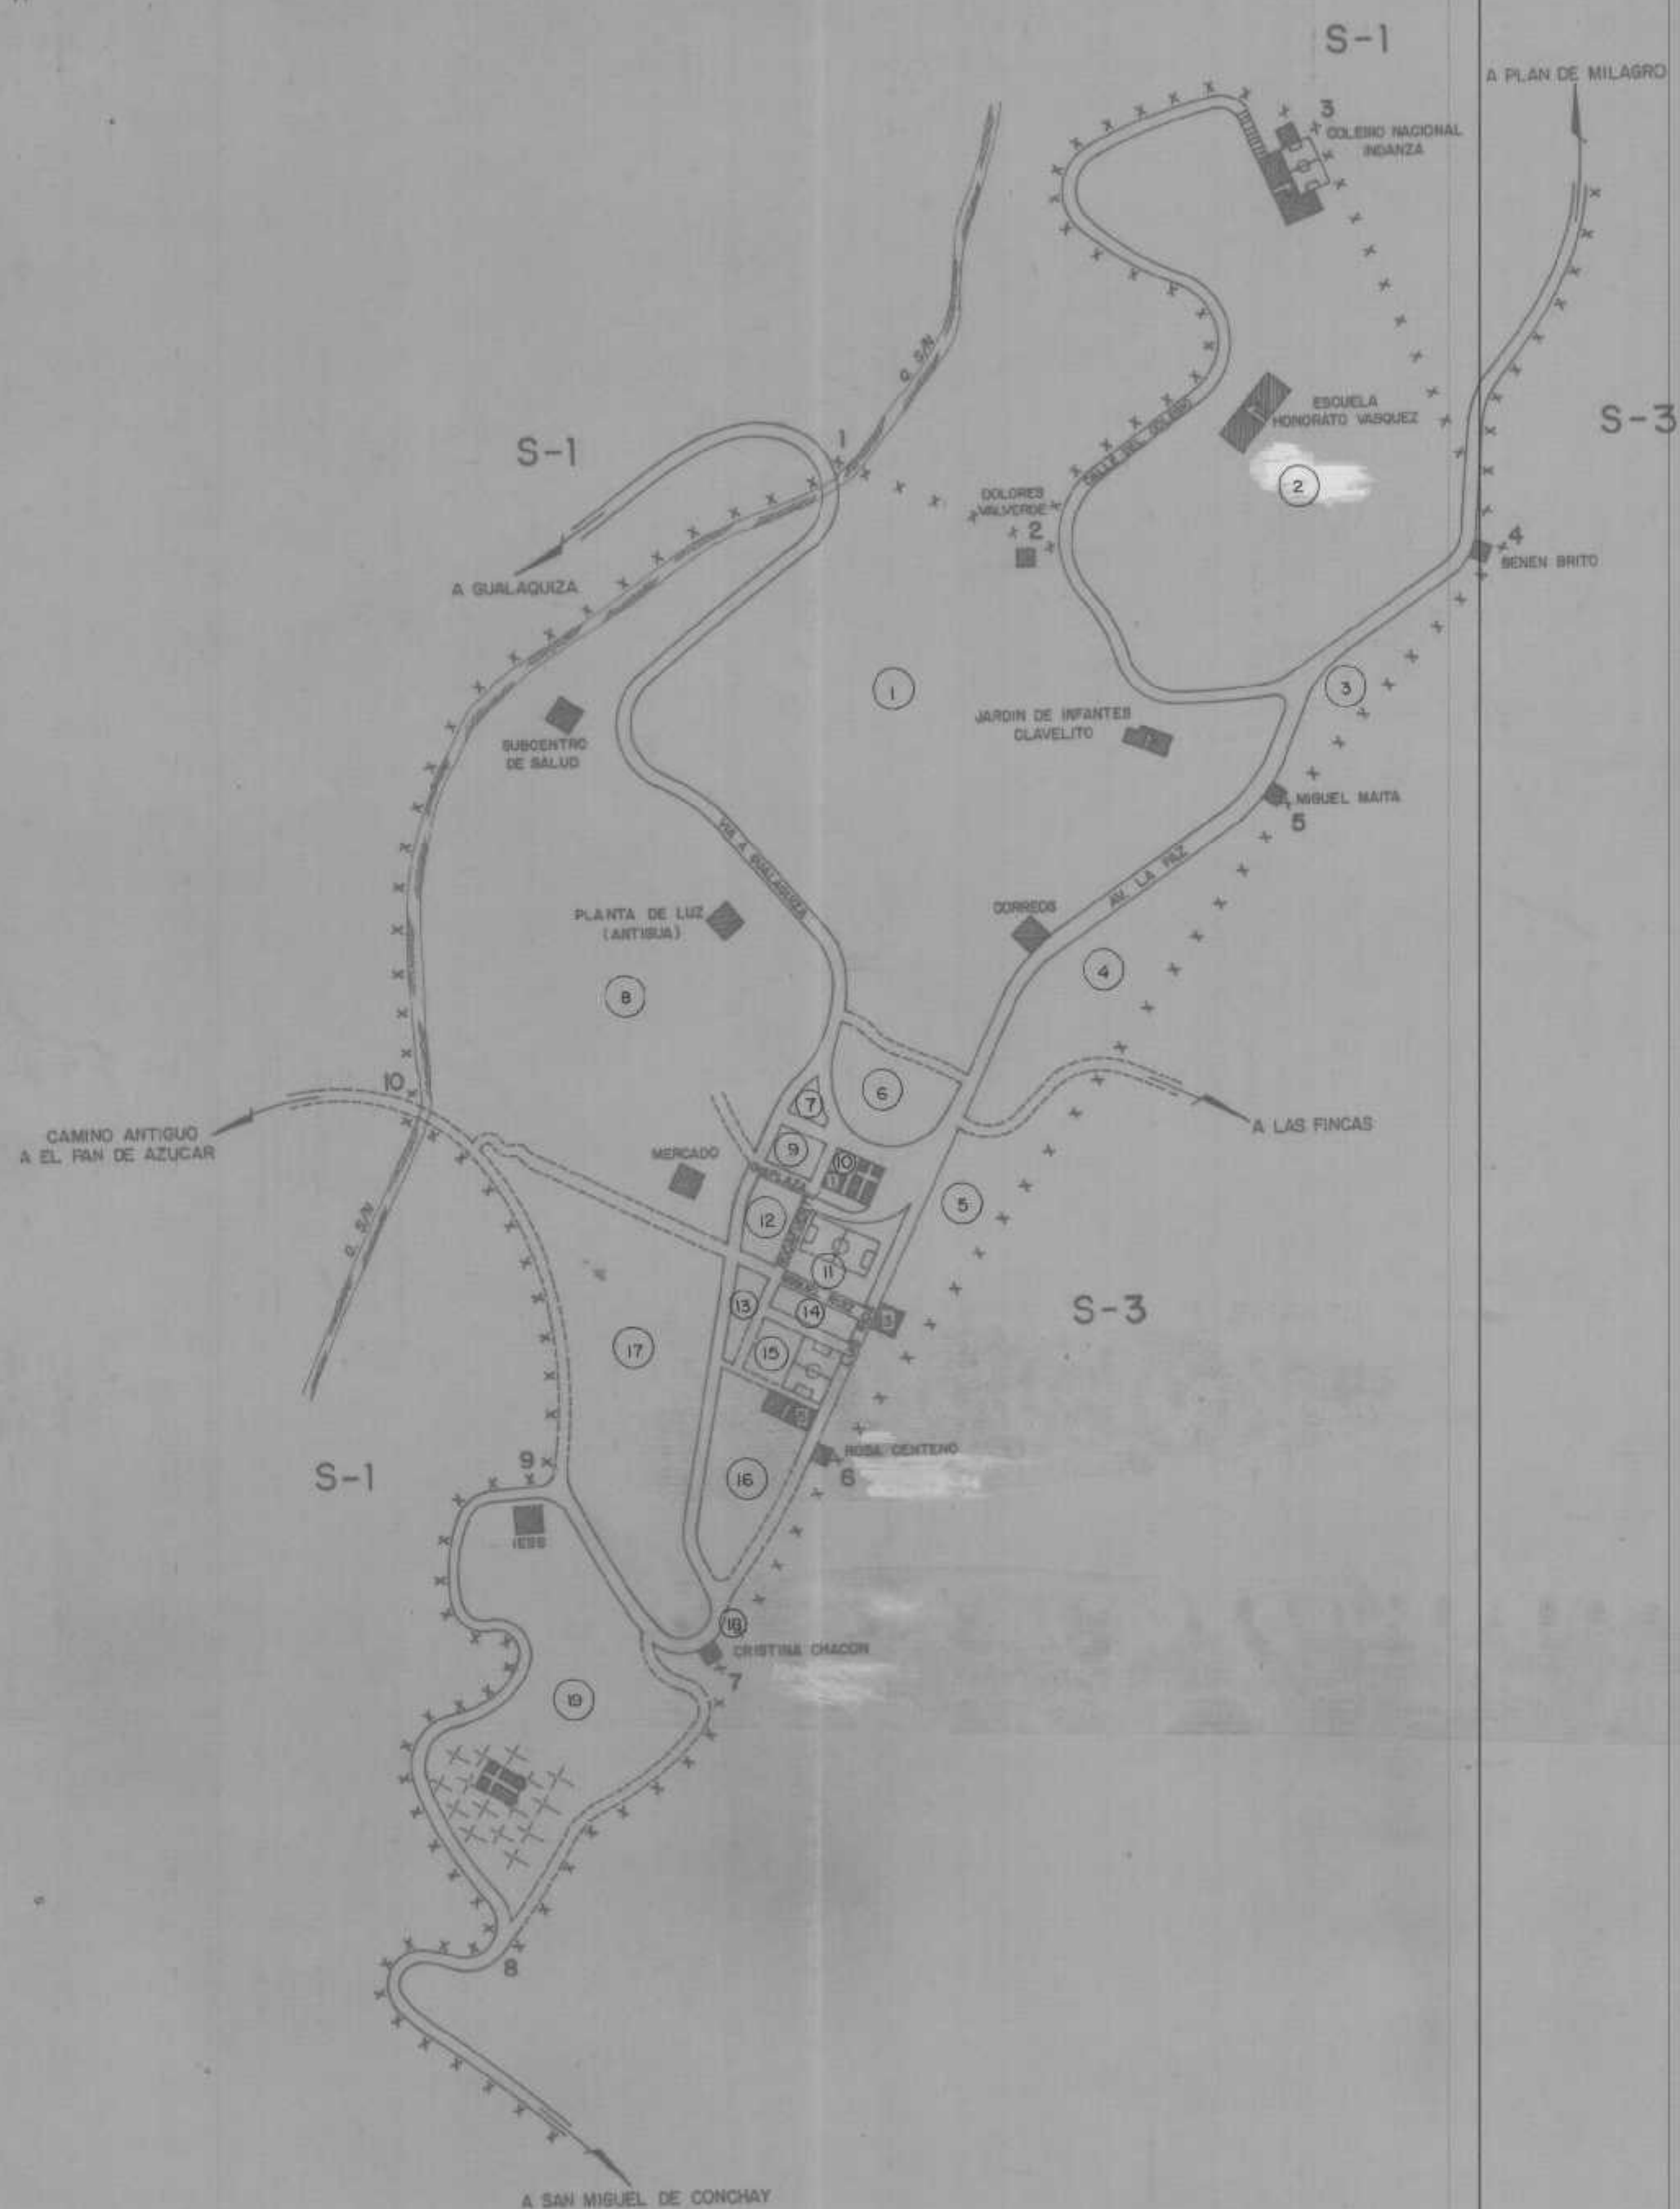 S-1
A PLAN DE MILAGRO
3
COLEGIO NACIONAL
INDANZA
Q. S/N
S-1
1
ESCUELA
HONORATO VASQUEZ
S-3
CALLE DEL COLEGIO
2
DOLORES
VALVERDE
2
4
BENEN BRITO
A GUALAQUIZA
1
3
JARDIN DE INFANTES
CLAVELITO
SUBCENTRO
DE SALUD
MIGUEL MAITA
5
VIA A GUALAQUIZA
AV. LA PAZ
PLANTA DE LUZ
(ANTIGUA)
CORREOS
4
8
10
6
7
CAMINO ANTIGUO
A EL PAN DE AZUCAR
A LAS FINCAS
MERCADO
9
10
5
12
Q. S/N
11
13
14
S-3
17
15
S-1
9
ROSA CENTENO
6
16
IESS
18
CRISTINA CHACON
7
19
8
A SAN MIGUEL DE CONCHAY